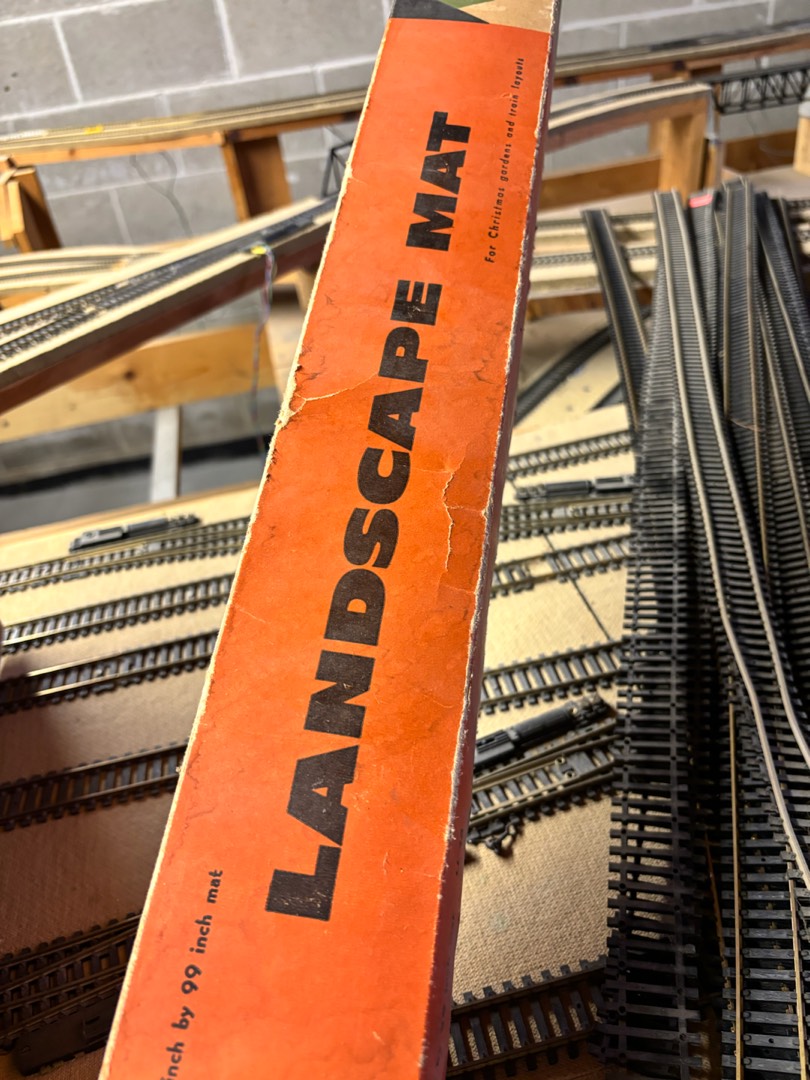 LANDSCAPE MAT
For Christmas gardens and train layouts
inch by 99 inch mat